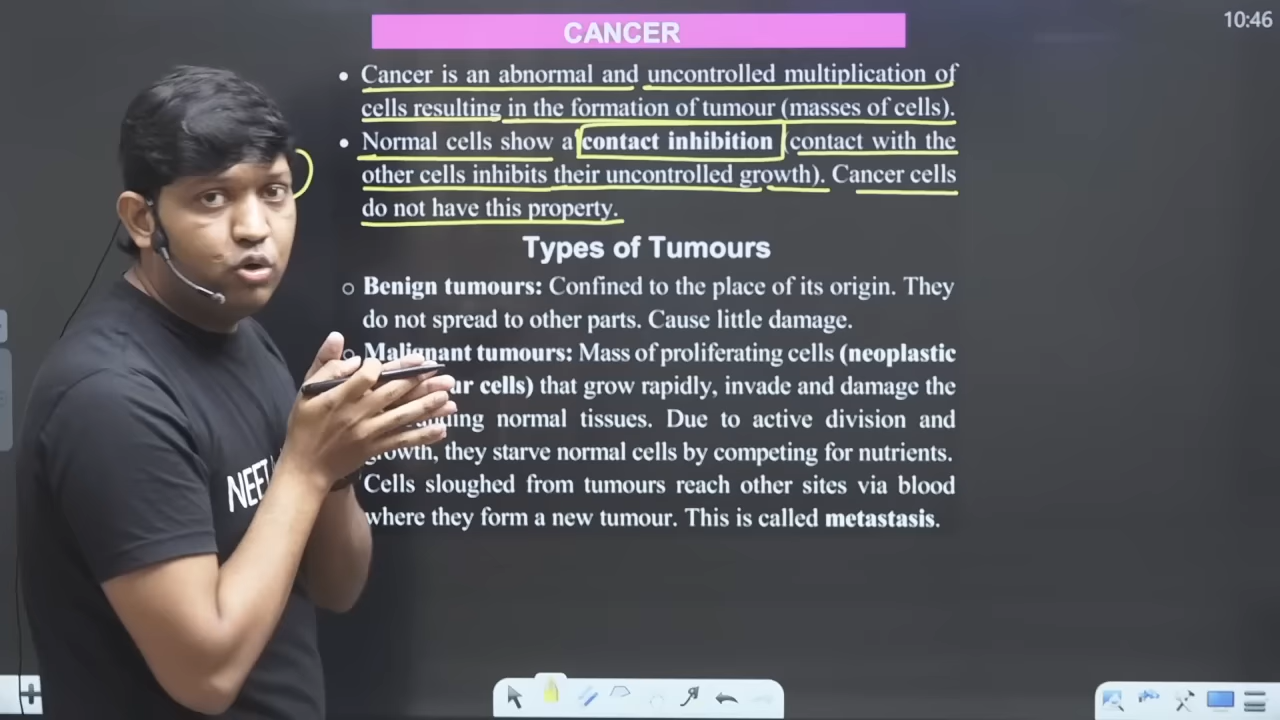 CANCER
10:46
• Cancer is an abnormal and uncontrolled multiplication of
cells resulting in the formation of tumour (masses of cells).
• Normal cells show a contact inhibition (contact with the
other cells inhibits their uncontrolled growth). Cancer cells
do not have this property.
Types of Tumours
○ Benign tumours: Confined to the place of its origin. They
do not spread to other parts. Cause little damage.
○ Malignant tumours: Mass of proliferating cells (neoplastic
cells) that grow rapidly, invade and damage the
normal tissues. Due to active division and
growth, they starve normal cells by competing for nutrients.
Cells sloughed from tumours reach other sites via blood
where they form a new tumour. This is called metastasis.
NEET